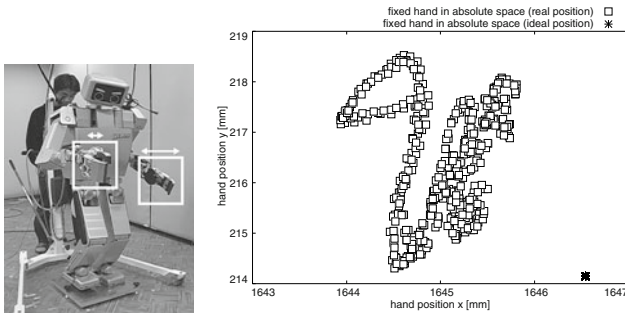 fixed hand in absolute space (real position)
fixed hand in absolute space (ideal position)
219
218
217
216
215
214
hand position y [mm]
1643 1644 1645 1646 1647
hand position x [mm]